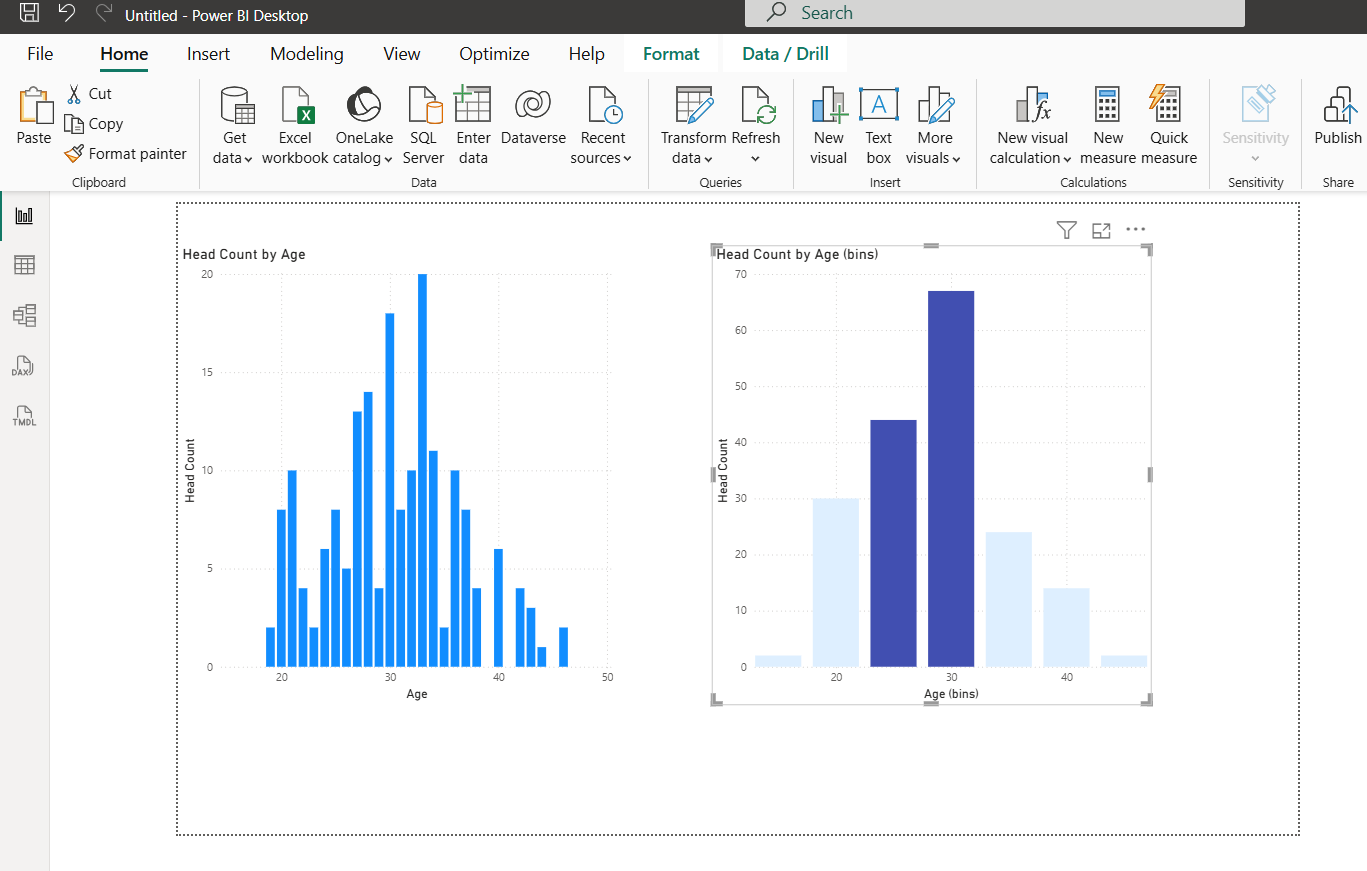 Untitled - Power BI Desktop
Search
File Home Insert Modeling View Optimize Help Format Data / Drill
Paste
Cut
Copy
Format painter
Clipboard
Get data
Excel workbook
OneLake catalog
SQL Server
Enter data
Dataverse
Recent sources
Data
Transform data
Refresh
Queries
New visual
Text box
More visuals
Insert
New visual calculation
New measure
Quick measure
Calculations
Sensitivity
Sensitivity
Publish
Share
DAX
TMDL
Head Count by Age
20
15
10
5
0
Head Count
20 30 40 50
Age
Head Count by Age (bins)
70
60
50
40
30
20
10
0
Head Count
20 30 40
Age (bins)